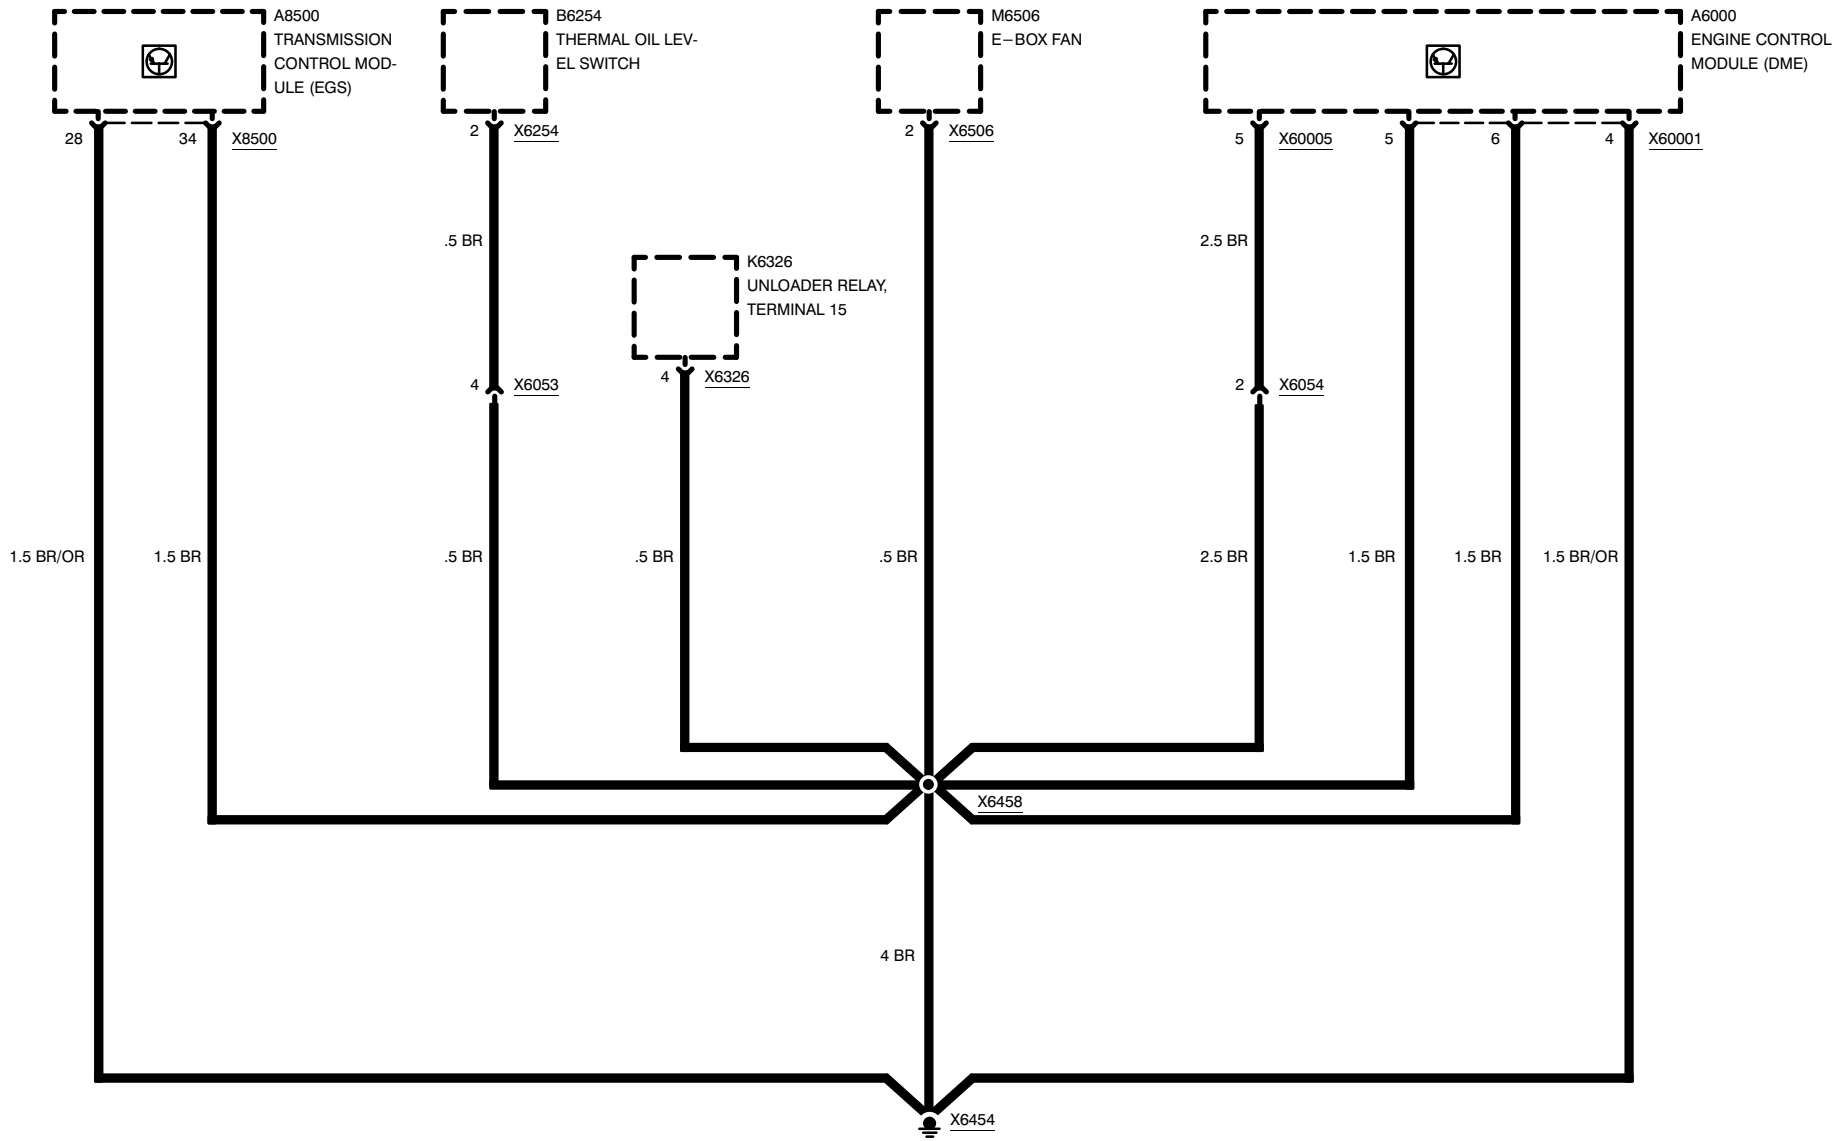 A8500
TRANSMISSION
CONTROL MOD-
ULE (EGS)
B6254
THERMAL OIL LEV-
EL SWITCH
M6506
E−BOX FAN
A6000
ENGINE CONTROL
MODULE (DME)
28
34
X8500
2
X6254
2
X6506
5
X60005
5
6
4
X60001
.5 BR
2.5 BR
K6326
UNLOADER RELAY,
TERMINAL 15
4
X6053
4
X6326
2
X6054
1.5 BR/OR
1.5 BR
.5 BR
.5 BR
.5 BR
2.5 BR
1.5 BR
1.5 BR
1.5 BR/OR
X6458
4 BR
X6454